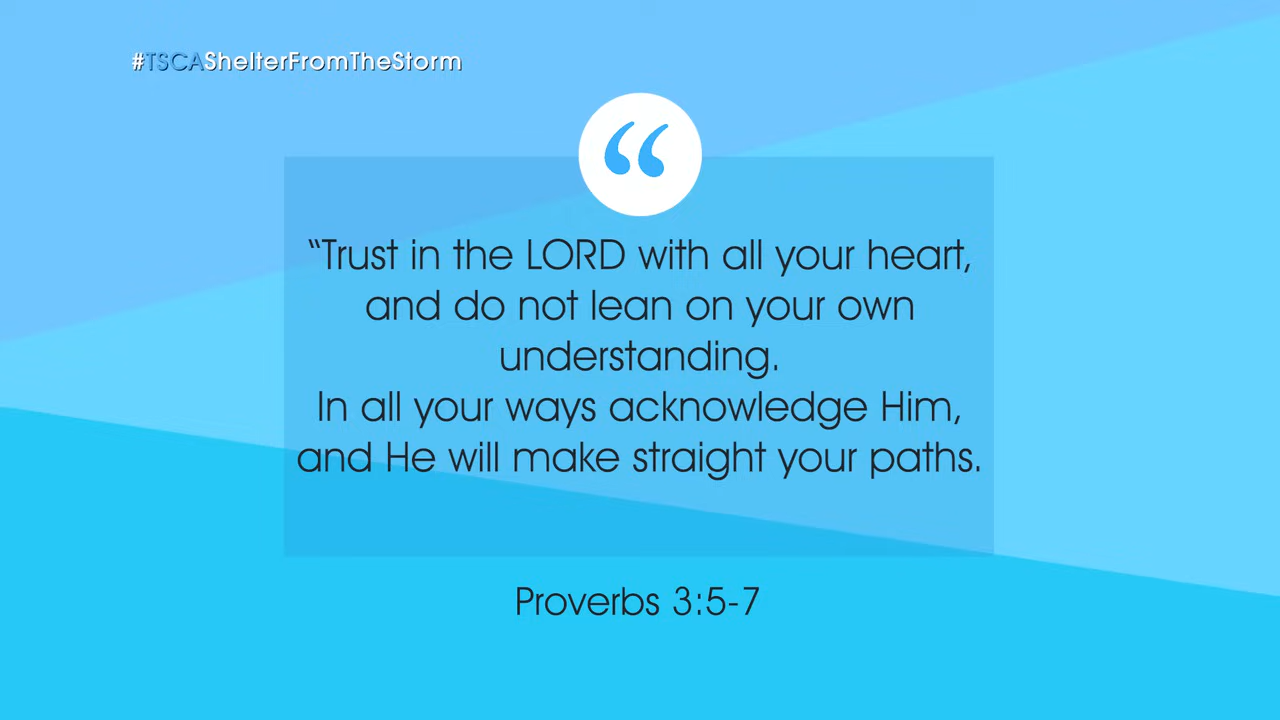 #TSCAShelterFromTheStorm
“
“Trust in the LORD with all your heart,
and do not lean on your own
understanding.
In all your ways acknowledge Him,
and He will make straight your paths.
Proverbs 3:5-7